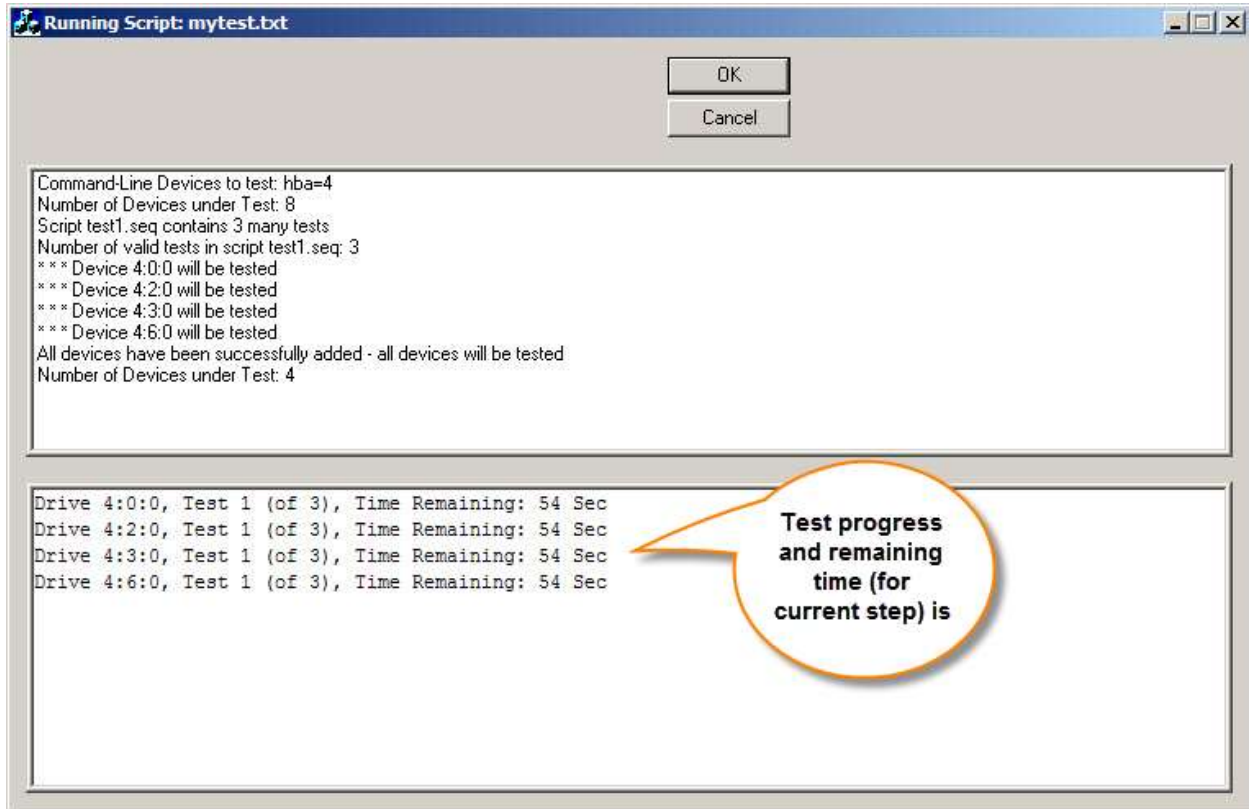 Running Script: mytest.txt
OK
Cancel
Command-Line Devices to test: hba=4
Number of Devices under Test: 8
Script test1.seq contains 3 many tests
Number of valid tests in script test1.seq: 3
* * * Device 4:0:0 will be tested
* * * Device 4:2:0 will be tested
* * * Device 4:3:0 will be tested
* * * Device 4:6:0 will be tested
All devices have been successfully added - all devices will be tested
Number of Devices under Test: 4
Drive 4:0:0, Test 1 (of 3), Time Remaining: 54 Sec
Drive 4:2:0, Test 1 (of 3), Time Remaining: 54 Sec
Drive 4:3:0, Test 1 (of 3), Time Remaining: 54 Sec
Drive 4:6:0, Test 1 (of 3), Time Remaining: 54 Sec
Test progress
and remaining
time (for
current step) is